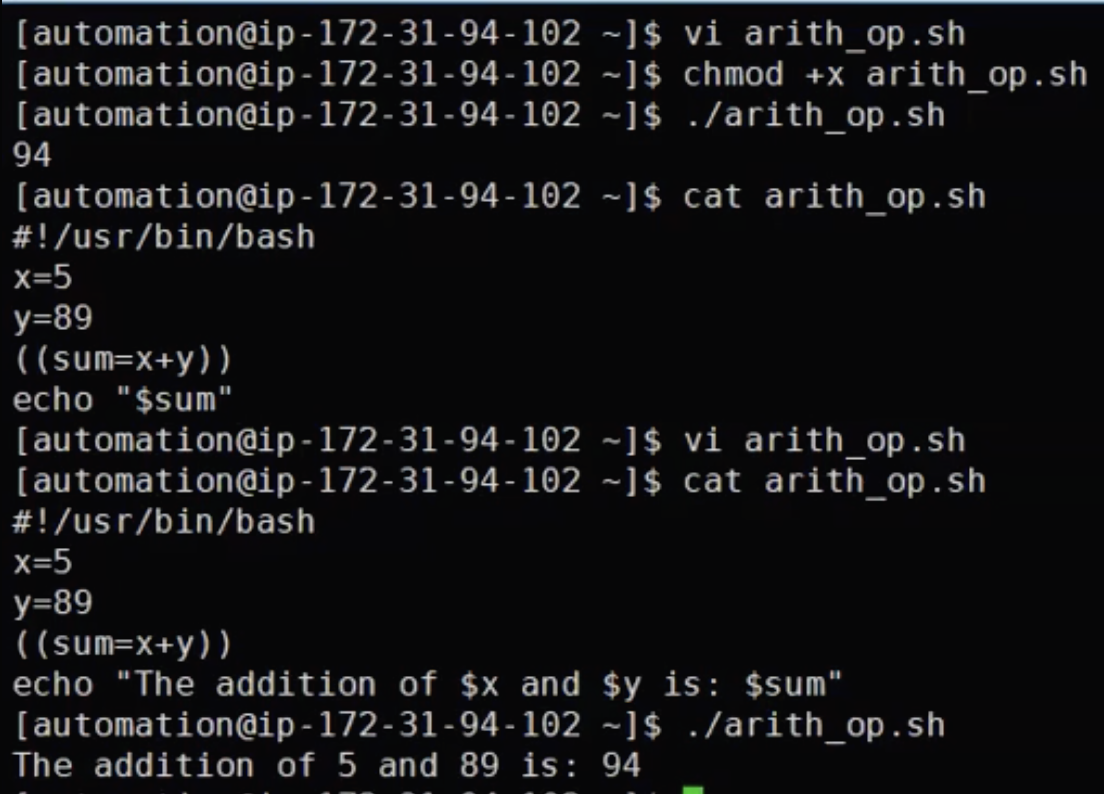 [automation@ip-172-31-94-102 ~]$ vi arith_op.sh
[automation@ip-172-31-94-102 ~]$ chmod +x arith_op.sh
[automation@ip-172-31-94-102 ~]$ ./arith_op.sh
94
[automation@ip-172-31-94-102 ~]$ cat arith_op.sh
#!/usr/bin/bash
x=5
y=89
((sum=x+y))
echo "$sum"
[automation@ip-172-31-94-102 ~]$ vi arith_op.sh
[automation@ip-172-31-94-102 ~]$ cat arith_op.sh
#!/usr/bin/bash
x=5
y=89
((sum=x+y))
echo "The addition of $x and $y is: $sum"
[automation@ip-172-31-94-102 ~]$ ./arith_op.sh
The addition of 5 and 89 is: 94